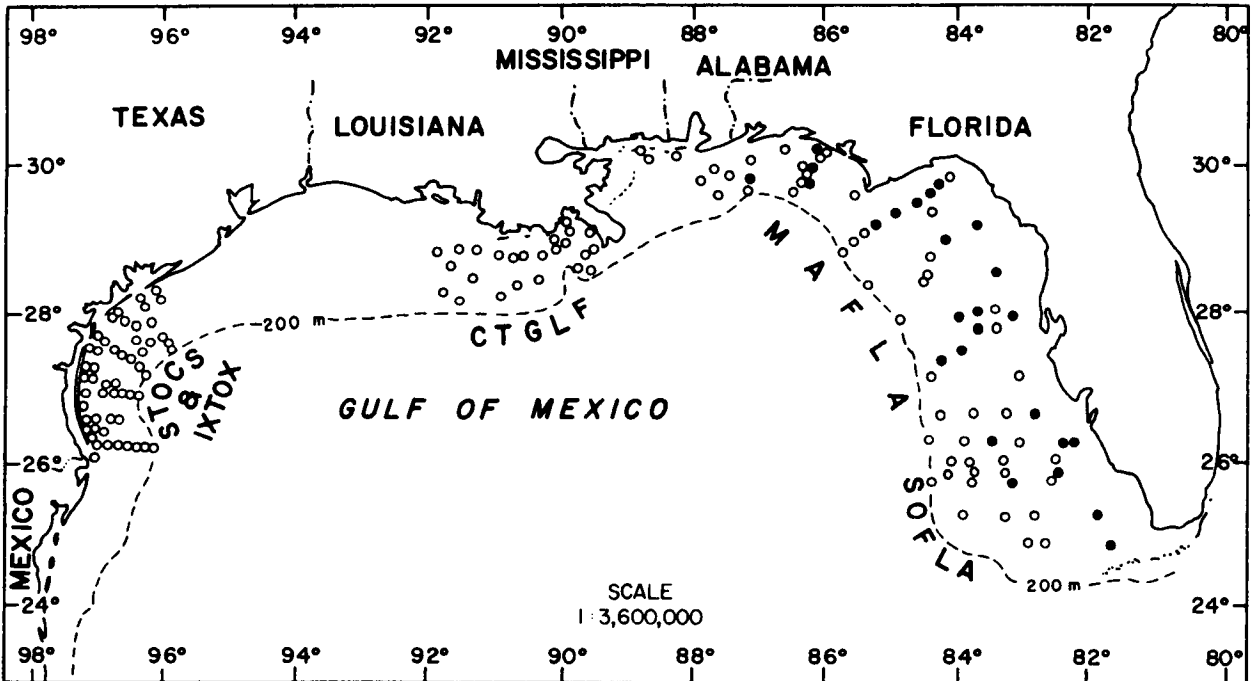 98° 96° 94° 92° 90° 88° 86° 84° 82° 80°
MISSISSIPPI
ALABAMA
TEXAS
LOUISIANA
FLORIDA
30° 30°
MAFLA
28° 28°
200 m
CTGLF
STOCS
&
IXTOX
GULF OF MEXICO
26° 26°
SOFLA
MEXICO
200 m
SCALE
1:3,600,000
24° 24°
98° 96° 94° 92° 90° 88° 86° 84° 82° 80°